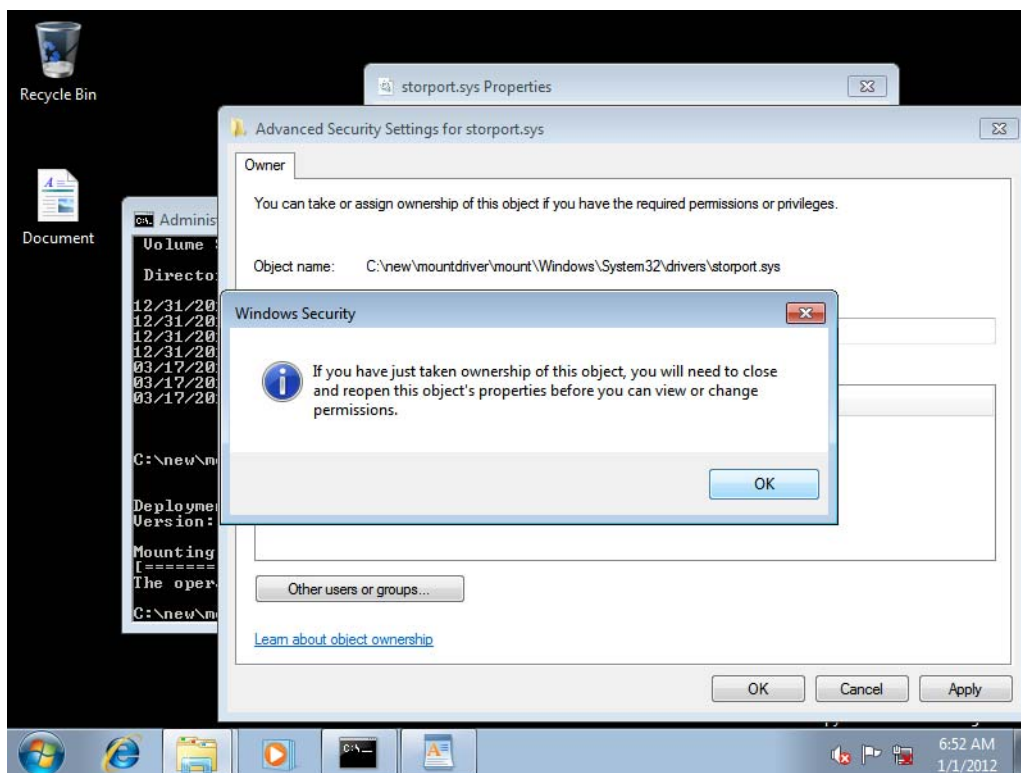 Recycle Bin
storport.sys Properties
Advanced Security Settings for storport.sys
Owner
You can take or assign ownership of this object if you have the required permissions or privileges.
Document
Adminis
Volume
Object name: C:\new\mountdriver\mount\Windows\System32\drivers\storport.sys
Directo
12/31/20
12/31/20
12/31/20
12/31/20
03/17/20
03/17/20
03/17/20
Windows Security
If you have just taken ownership of this object, you will need to close
and reopen this object's properties before you can view or change
permissions.
OK
C:\new\m
Deployme
Version:
Mounting
[=======
The oper
C:\new\m
Other users or groups...
Learn about object ownership
OK Cancel Apply
C:\_
6:52 AM
1/1/2012